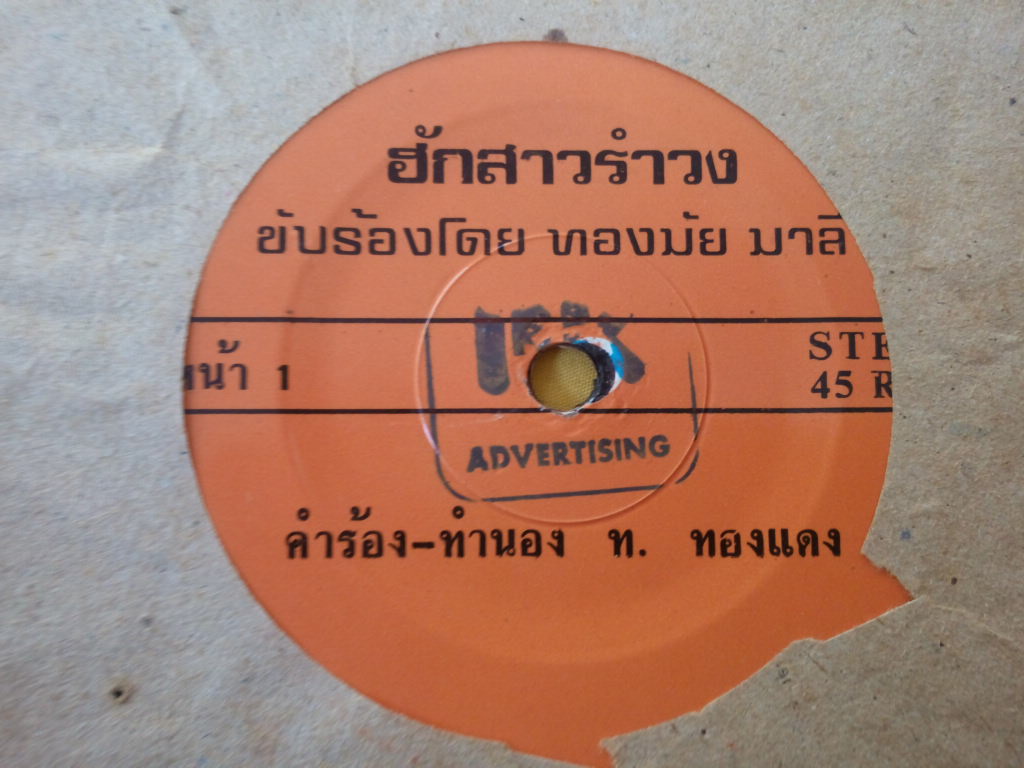 ฮักสาวรำวง
ขับร้องโดย ทองมัย มาลี
หน้า 1
STE
45 R
ADVERTISING
คำร้อง-ทำนอง ท. ทองแดง